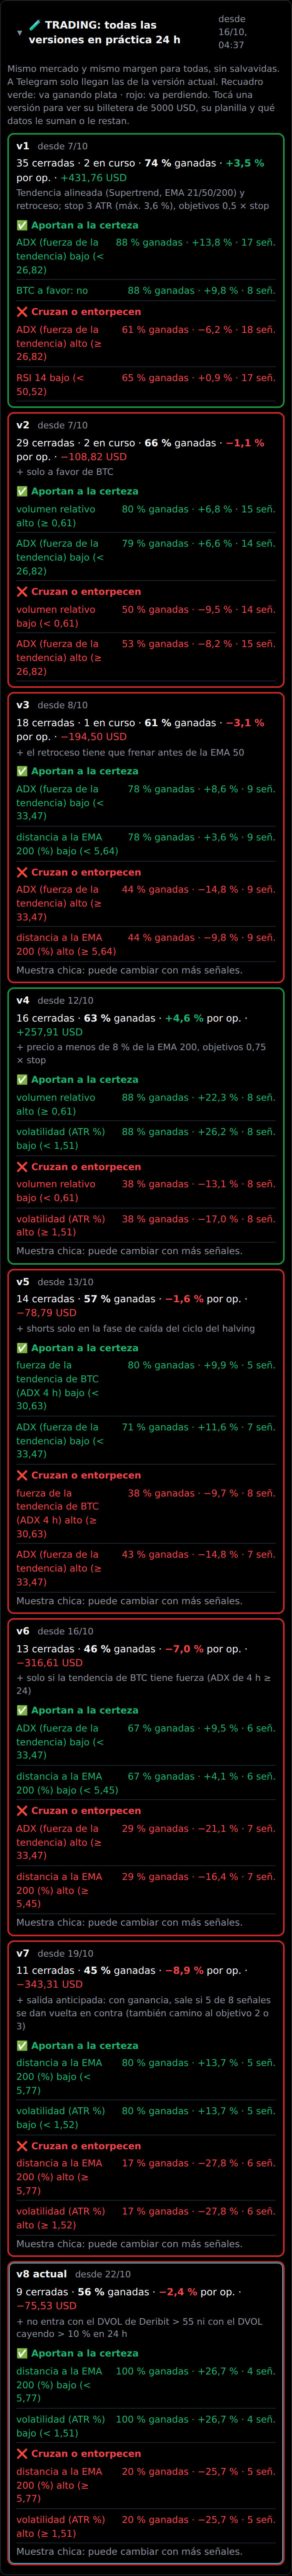 ▼ 🧪 TRADING: todas las versiones en práctica 24 h
desde 16/10, 04:37
Mismo mercado y mismo margen para todas, sin salvavidas.
A Telegram solo llegan las de la versión actual. Recuadro
verde: va ganando plata · rojo: va perdiendo. Tocá una
versión para ver su billetera de 5000 USD, su planilla y qué
datos le suman o le restan.
v1 desde 7/10
35 cerradas · 2 en curso · 74 % ganadas · +3,5 %
por op. · +431,76 USD
Tendencia alineada (Supertrend, EMA 21/50/200) y
retroceso; stop 3 ATR (máx. 3,6 %), objetivos 0,5 × stop
✅ Aportan a la certeza
ADX (fuerza de la tendencia) bajo (< 26,82) 88 % ganadas · +13,8 % · 17 señ.
BTC a favor: no 88 % ganadas · +9,8 % · 8 señ.
❌ Cruzan o entorpecen
ADX (fuerza de la tendencia) alto (≥ 26,82) 61 % ganadas · −6,2 % · 18 señ.
RSI 14 bajo (< 50,52) 65 % ganadas · +0,9 % · 17 señ.
v2 desde 7/10
29 cerradas · 2 en curso · 66 % ganadas · −1,1 %
por op. · −108,82 USD
+ solo a favor de BTC
✅ Aportan a la certeza
volumen relativo alto (≥ 0,61) 80 % ganadas · +6,8 % · 15 señ.
ADX (fuerza de la tendencia) bajo (< 26,82) 79 % ganadas · +6,6 % · 14 señ.
❌ Cruzan o entorpecen
volumen relativo bajo (< 0,61) 50 % ganadas · −9,5 % · 14 señ.
ADX (fuerza de la tendencia) alto (≥ 26,82) 53 % ganadas · −8,2 % · 15 señ.
v3 desde 8/10
18 cerradas · 1 en curso · 61 % ganadas · −3,1 %
por op. · −194,50 USD
+ el retroceso tiene que frenar antes de la EMA 50
✅ Aportan a la certeza
ADX (fuerza de la tendencia) bajo (< 33,47) 78 % ganadas · +8,6 % · 9 señ.
distancia a la EMA 200 (%) bajo (< 5,64) 78 % ganadas · +3,6 % · 9 señ.
❌ Cruzan o entorpecen
ADX (fuerza de la tendencia) alto (≥ 33,47) 44 % ganadas · −14,8 % · 9 señ.
distancia a la EMA 200 (%) alto (≥ 5,64) 44 % ganadas · −9,8 % · 9 señ.
Muestra chica: puede cambiar con más señales.
v4 desde 12/10
16 cerradas · 63 % ganadas · +4,6 % por op. ·
+257,91 USD
+ precio a menos de 8 % de la EMA 200, objetivos 0,75
× stop
✅ Aportan a la certeza
volumen relativo alto (≥ 0,61) 88 % ganadas · +22,3 % · 8 señ.
volatilidad (ATR %) bajo (< 1,51) 88 % ganadas · +26,2 % · 8 señ.
❌ Cruzan o entorpecen
volumen relativo bajo (< 0,61) 38 % ganadas · −13,1 % · 8 señ.
volatilidad (ATR %) alto (≥ 1,51) 38 % ganadas · −17,0 % · 8 señ.
Muestra chica: puede cambiar con más señales.
v5 desde 13/10
14 cerradas · 57 % ganadas · −1,6 % por op. ·
−78,79 USD
+ shorts solo en la fase de caída del ciclo del halving
✅ Aportan a la certeza
fuerza de la tendencia de BTC (ADX 4 h) bajo (< 30,63) 80 % ganadas · +9,9 % · 5 señ.
ADX (fuerza de la tendencia) bajo (< 33,47) 71 % ganadas · +11,6 % · 7 señ.
❌ Cruzan o entorpecen
fuerza de la tendencia de BTC (ADX 4 h) alto (≥ 30,63) 38 % ganadas · −9,7 % · 8 señ.
ADX (fuerza de la tendencia) alto (≥ 33,47) 43 % ganadas · −14,8 % · 7 señ.
Muestra chica: puede cambiar con más señales.
v6 desde 16/10
13 cerradas · 46 % ganadas · −7,0 % por op. ·
−316,61 USD
+ solo si la tendencia de BTC tiene fuerza (ADX de 4 h ≥
24)
✅ Aportan a la certeza
ADX (fuerza de la tendencia) bajo (< 33,47) 67 % ganadas · +9,5 % · 6 señ.
distancia a la EMA 200 (%) bajo (< 5,45) 67 % ganadas · +4,1 % · 6 señ.
❌ Cruzan o entorpecen
ADX (fuerza de la tendencia) alto (≥ 33,47) 29 % ganadas · −21,1 % · 7 señ.
distancia a la EMA 200 (%) alto (≥ 5,45) 29 % ganadas · −16,4 % · 7 señ.
Muestra chica: puede cambiar con más señales.
v7 desde 19/10
11 cerradas · 45 % ganadas · −8,9 % por op. ·
−343,31 USD
+ salida anticipada: con ganancia, sale si 5 de 8 señales
se dan vuelta en contra (también camino al objetivo 2 o
3)
✅ Aportan a la certeza
distancia a la EMA 200 (%) bajo (< 5,77) 80 % ganadas · +13,7 % · 5 señ.
volatilidad (ATR %) bajo (< 1,52) 80 % ganadas · +13,7 % · 5 señ.
❌ Cruzan o entorpecen
distancia a la EMA 200 (%) alto (≥ 5,77) 17 % ganadas · −27,8 % · 6 señ.
volatilidad (ATR %) alto (≥ 1,52) 17 % ganadas · −27,8 % · 6 señ.
Muestra chica: puede cambiar con más señales.
v8 actual desde 22/10
9 cerradas · 56 % ganadas · −2,4 % por op. ·
−75,53 USD
+ no entra con el DVOL de Deribit > 55 ni con el DVOL
cayendo > 10 % en 24 h
✅ Aportan a la certeza
distancia a la EMA 200 (%) bajo (< 5,77) 100 % ganadas · +26,7 % · 4 señ.
volatilidad (ATR %) bajo (< 1,51) 100 % ganadas · +26,7 % · 4 señ.
❌ Cruzan o entorpecen
distancia a la EMA 200 (%) alto (≥ 5,77) 20 % ganadas · −25,7 % · 5 señ.
volatilidad (ATR %) alto (≥ 1,51) 20 % ganadas · −25,7 % · 5 señ.
Muestra chica: puede cambiar con más señales.